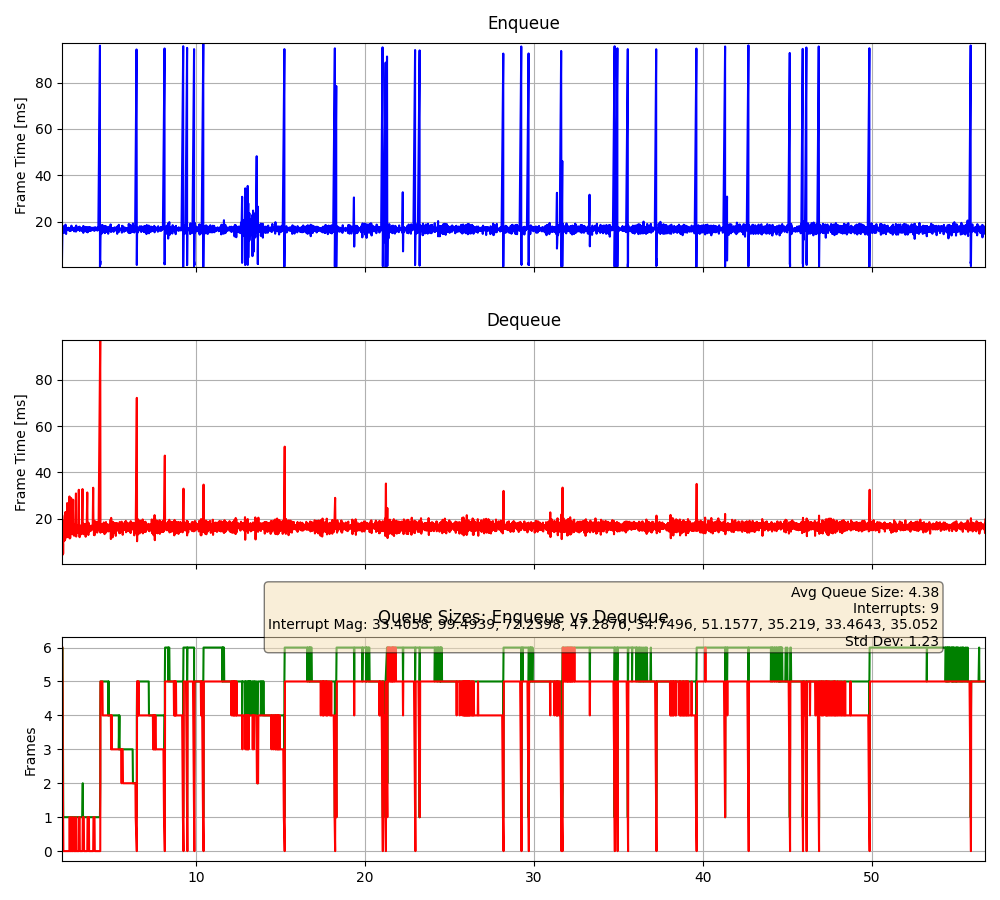 Enqueue
Frame Time [ms]
80
60
40
20
Dequeue
Frame Time [ms]
80
60
40
20
Avg Queue Size: 4.38
Interrupts: 9
Queue Sizes: Enqueue vs Dequeue
Interrupt Mag: 33.4058, 99.4939, 72.2398, 47.2876, 34.7496, 51.1577, 35.219, 33.4643, 35.052
Std Dev: 1.23
Frames
6
5
4
3
2
1
0
10 20 30 40 50